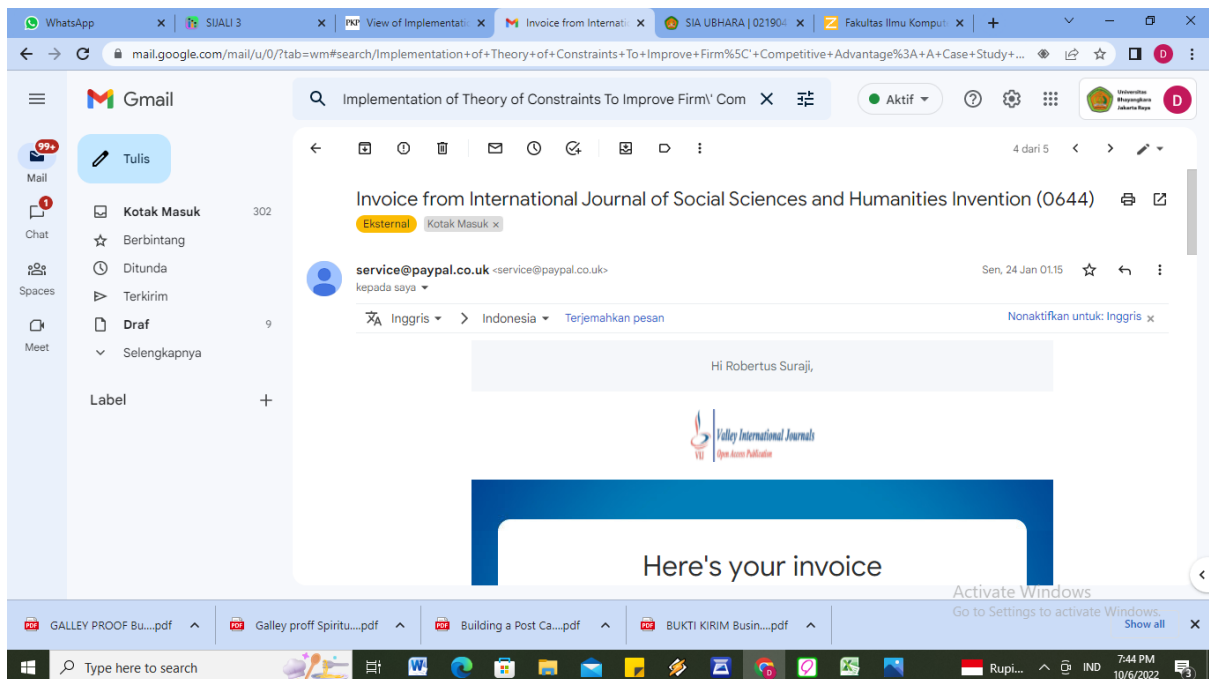 WhatsApp
SIJALI 3
PKP View of Implementatic
Invoice from Internatic
SIA UBHARA | 021904
Fakultas Ilmu Komput
mail.google.com/mail/u/0/?tab=wm#search/Implementation+of+Theory+of+Constraints+To+Improve+Firm%5C'+Competitive+Advantage%3A+A+Case+Study+...
D
Gmail
Implementation of Theory of Constraints To Improve Firm\' Com
Aktif
Universitas
Bhayangkara
Jakarta Raya
D
99+
Mail
Tulis
4 dari 5
1
Chat
Kotak Masuk 302
Berbintang
Spaces
Ditunda
Terkirim
Meet
Draf 9
Selengkapnya
Label
Invoice from International Journal of Social Sciences and Humanities Invention (0644)
Eksternal
Kotak Masuk ×
service@paypal.co.uk <service@paypal.co.uk>
Sen, 24 Jan 01.15
kepada saya
Inggris > Indonesia Terjemahkan pesan
Nonaktifkan untuk: Inggris ×
Hi Robertus Suraji,
Valley International Journals
VIJ Open Access Publication
Here's your invoice
Activate Windows
Go to Settings to activate Windows.
GALLEY PROOF Bu....pdf
Galley proff Spiritu....pdf
Building a Post Ca....pdf
BUKTI KIRIM Busin....pdf
Show all
Type here to search
Rupi...
IND
7:44 PM
10/6/2022
3